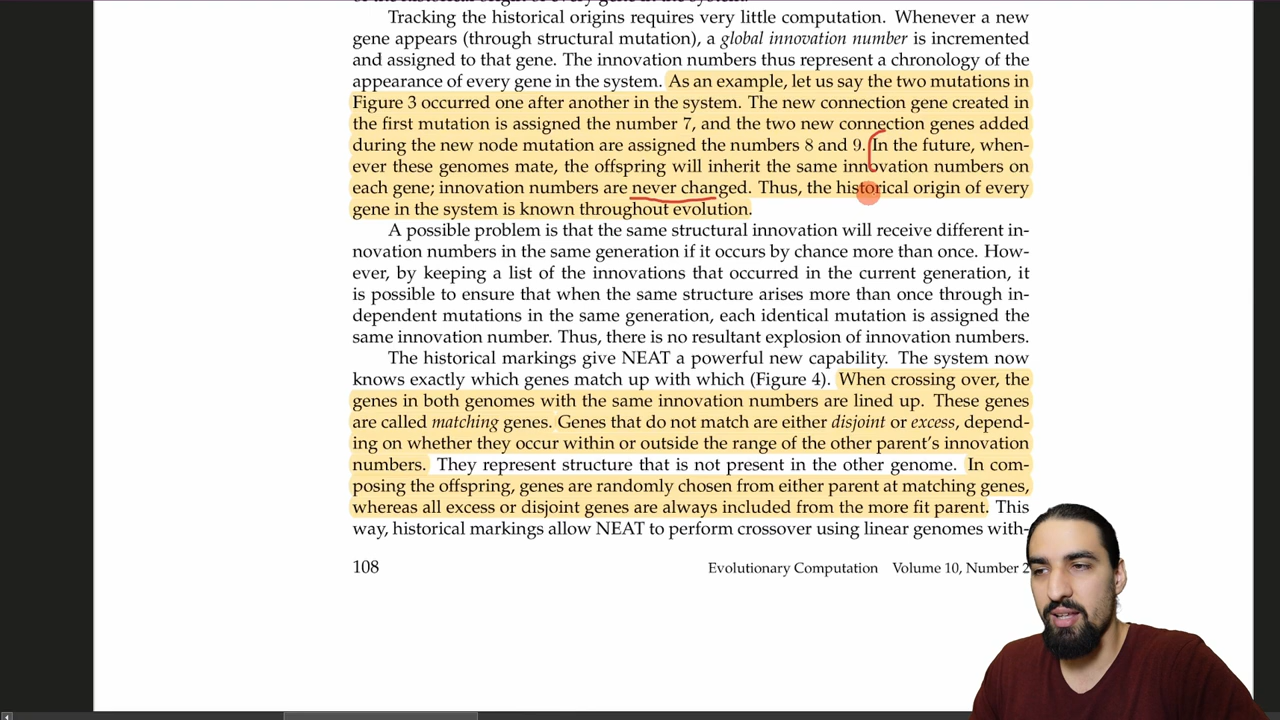 of the historical origin of every gene in the system.
Tracking the historical origins requires very little computation. Whenever a new
gene appears (through structural mutation), a global innovation number is incremented
and assigned to that gene. The innovation numbers thus represent a chronology of the
appearance of every gene in the system. As an example, let us say the two mutations in
Figure 3 occurred one after another in the system. The new connection gene created in
the first mutation is assigned the number 7, and the two new connection genes added
during the new node mutation are assigned the numbers 8 and 9. In the future, when-
ever these genomes mate, the offspring will inherit the same innovation numbers on
each gene; innovation numbers are never changed. Thus, the historical origin of every
gene in the system is known throughout evolution.
A possible problem is that the same structural innovation will receive different in-
novation numbers in the same generation if it occurs by chance more than once. How-
ever, by keeping a list of the innovations that occurred in the current generation, it
is possible to ensure that when the same structure arises more than once through in-
dependent mutations in the same generation, each identical mutation is assigned the
same innovation number. Thus, there is no resultant explosion of innovation numbers.
The historical markings give NEAT a powerful new capability. The system now
knows exactly which genes match up with which (Figure 4). When crossing over, the
genes in both genomes with the same innovation numbers are lined up. These genes
are called matching genes. Genes that do not match are either disjoint or excess, depend-
ing on whether they occur within or outside the range of the other parent's innovation
numbers. They represent structure that is not present in the other genome. In com-
posing the offspring, genes are randomly chosen from either parent at matching genes,
whereas all excess or disjoint genes are always included from the more fit parent. This
way, historical markings allow NEAT to perform crossover using linear genomes with-
108 Evolutionary Computation Volume 10, Number 2